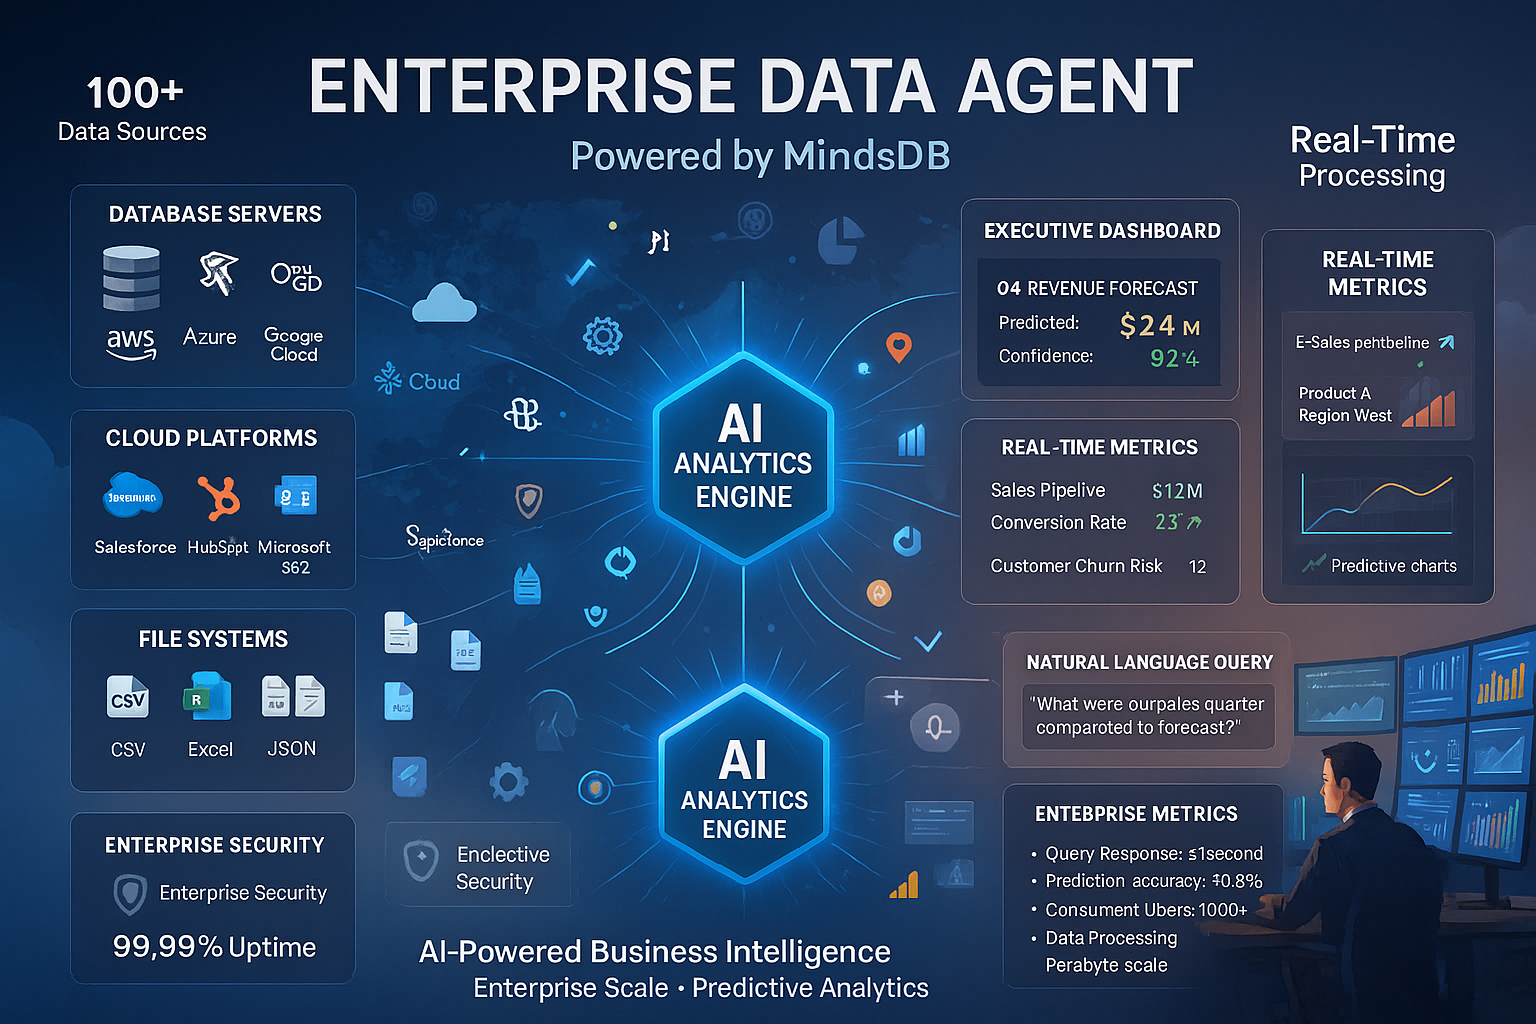 ENTERPRISE DATA AGENT
Powered by MindsDB
100+
Data Sources
Real-Time
Processing
DATABASE SERVERS
aws
Azure
Google
Clocd
CLOUD PLATFORMS
Salesforce
HubSppt
Microsoft
S62
FILE SYSTEMS
CSV
R
CSV
Excel
JSON
ENTERPRISE SECURITY
Enterprise Security
99,99% Uptime
Cbud
Sapictonce
Enclective
Security
AI
ANALYTICS
ENGINE
AI
ANALYTICS
ENGINE
AI-Powered Business Intelligence
Enterprise Scale • Predictive Analytics
EXECUTIVE DASHBOARD
04 REVENUE FORECAST
Predicted: $24 M
Confidence: 92'4
REAL-TIME METRICS
Sales Pipelive $12M
Conversion Rate 23
Customer Churn Risk 12
REAL-TIME
METRICS
E-Sales pehtbeline
Product A
Region West
Predictive charts
NATURAL LANGUAGE OUERY
"What were ourpales quarter
comparoted to forecast?"
ENTEBPRISE METRICS
• Query Response: ≤1second
• Prediction accuracy: ‡0.8%
• Consument Ubers: 1000+
• Data Processing
Perabyte scale